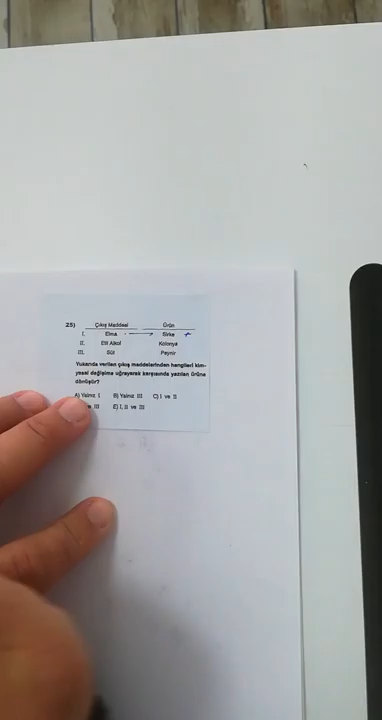 25) Çıkış Maddesi Ürün
I. Elma Sirke +
II. Etil Alkol Kolonya
III. Süt Peynir
Yukarıda verilen çıkış maddelerinden hangileri kim-
yasal değişime uğrayarak karşısında yazılan ürüne
dönüşür?
A) Yalnız I B) Yalnız III C) I ve II
III E) I, II ve III